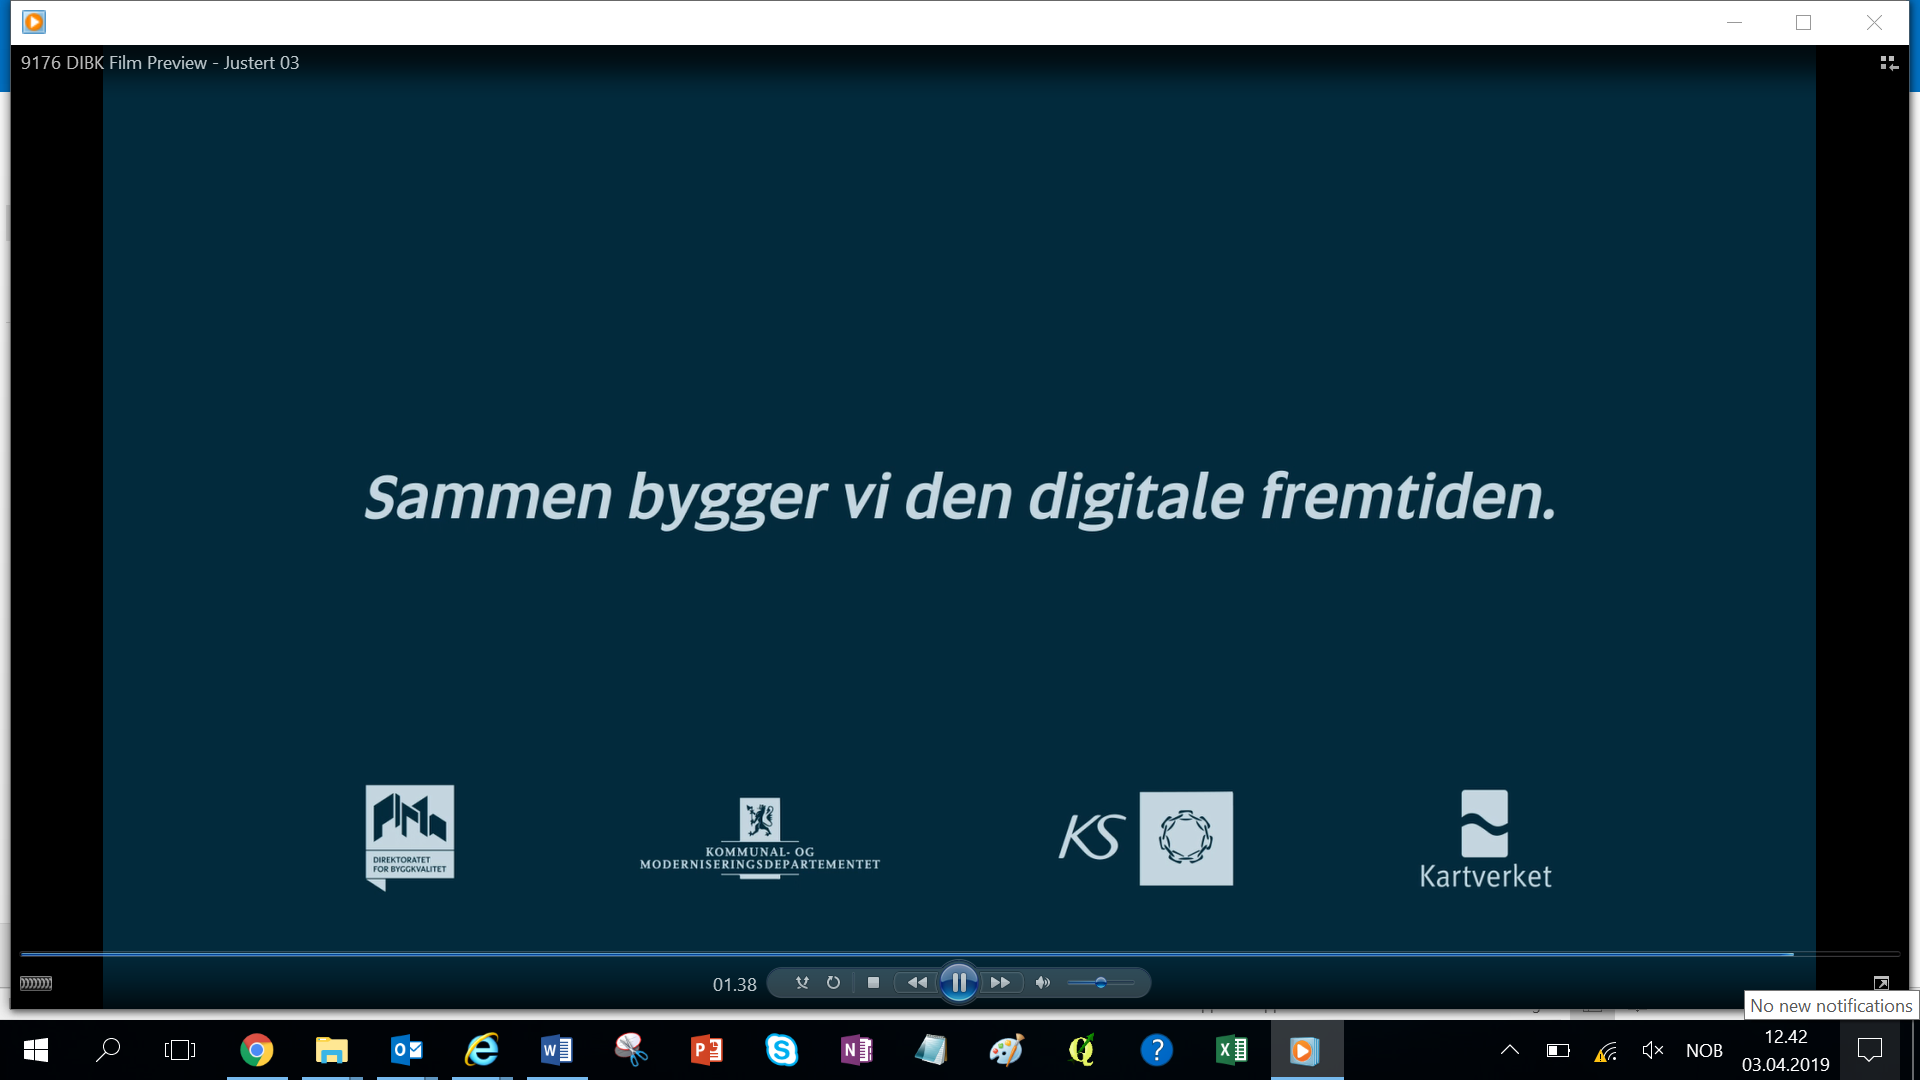 9176 DIBK Film Preview - Justert 03
Sammen bygger vi den digitale fremtiden.
DIREKTORATET
FOR BYGGKVALITET
KOMMUNAL- OG
MODERNISERINGSDEPARTEMENTET
KS
Kartverket
01.38
No new notifications
NOB
12.42
03.04.2019